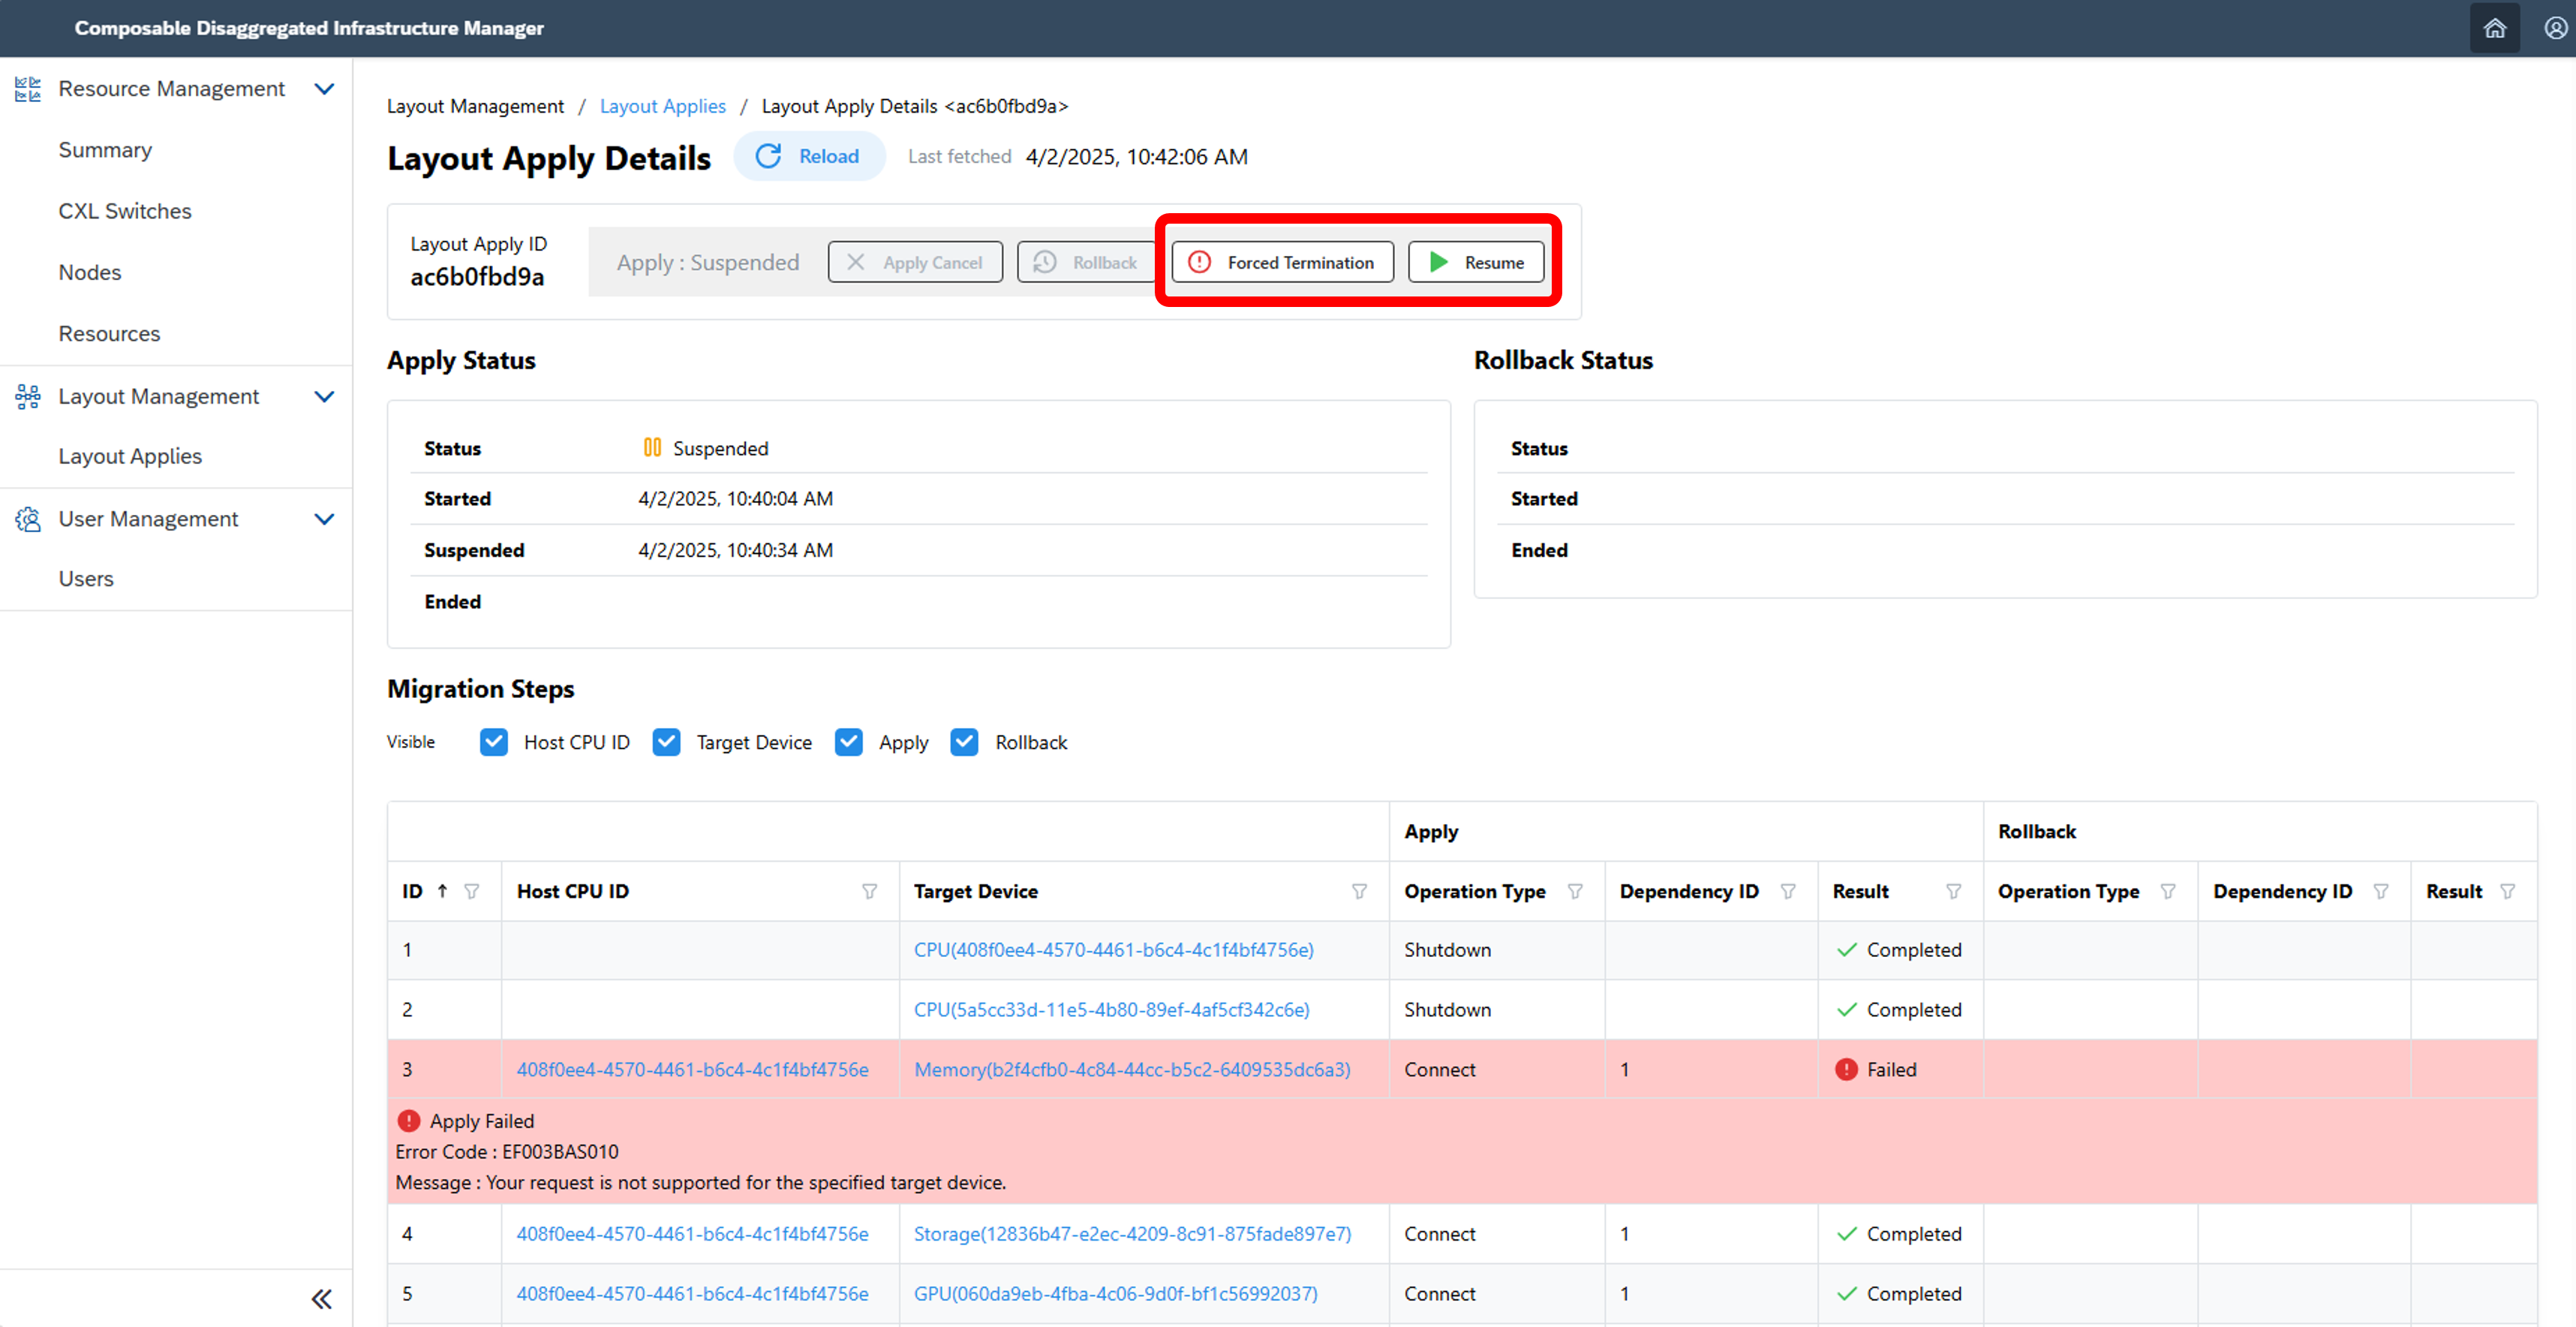 Composable Disaggregated Infrastructure Manager
Resource Management
Summary
CXL Switches
Nodes
Resources
Layout Management
Layout Applies
User Management
Users
Layout Management / Layout Applies / Layout Apply Details <ac6b0fbd9a>
Layout Apply Details Reload Last fetched 4/2/2025, 10:42:06 AM
Layout Apply ID
ac6b0fbd9a
Apply : Suspended Apply Cancel Rollback Forced Termination Resume
Apply Status
Status Suspended
Started 4/2/2025, 10:40:04 AM
Suspended 4/2/2025, 10:40:34 AM
Ended
Rollback Status
Status
Started
Ended
Migration Steps
Visible Host CPU ID Target Device Apply Rollback
Apply Rollback
ID Host CPU ID Target Device Operation Type Dependency ID Result Operation Type Dependency ID Result
1 CPU(408f0ee4-4570-4461-b6c4-4c1f4bf4756e) Shutdown Completed
2 CPU(5a5cc33d-11e5-4b80-89ef-4af5cf342c6e) Shutdown Completed
3 408f0ee4-4570-4461-b6c4-4c1f4bf4756e Memory(b2f4cfb0-4c84-44cc-b5c2-6409535dc6a3) Connect 1 Failed
Apply Failed
Error Code : EF003BAS010
Message : Your request is not supported for the specified target device.
4 408f0ee4-4570-4461-b6c4-4c1f4bf4756e Storage(12836b47-e2ec-4209-8c91-875fade897e7) Connect 1 Completed
5 408f0ee4-4570-4461-b6c4-4c1f4bf4756e GPU(060da9eb-4fba-4c06-9d0f-bf1c56992037) Connect 1 Completed